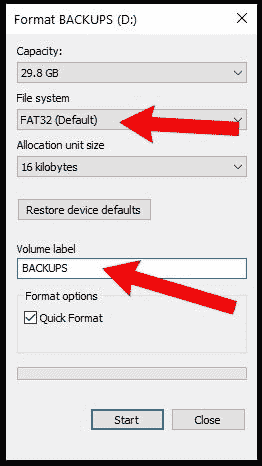 Format BACKUPS (D:)
Capacity:
29.8 GB
File system
FAT32 (Default)
Allocation unit size
16 kilobytes
Restore device defaults
Volume label
BACKUPS
Format options
Quick Format
Start Close